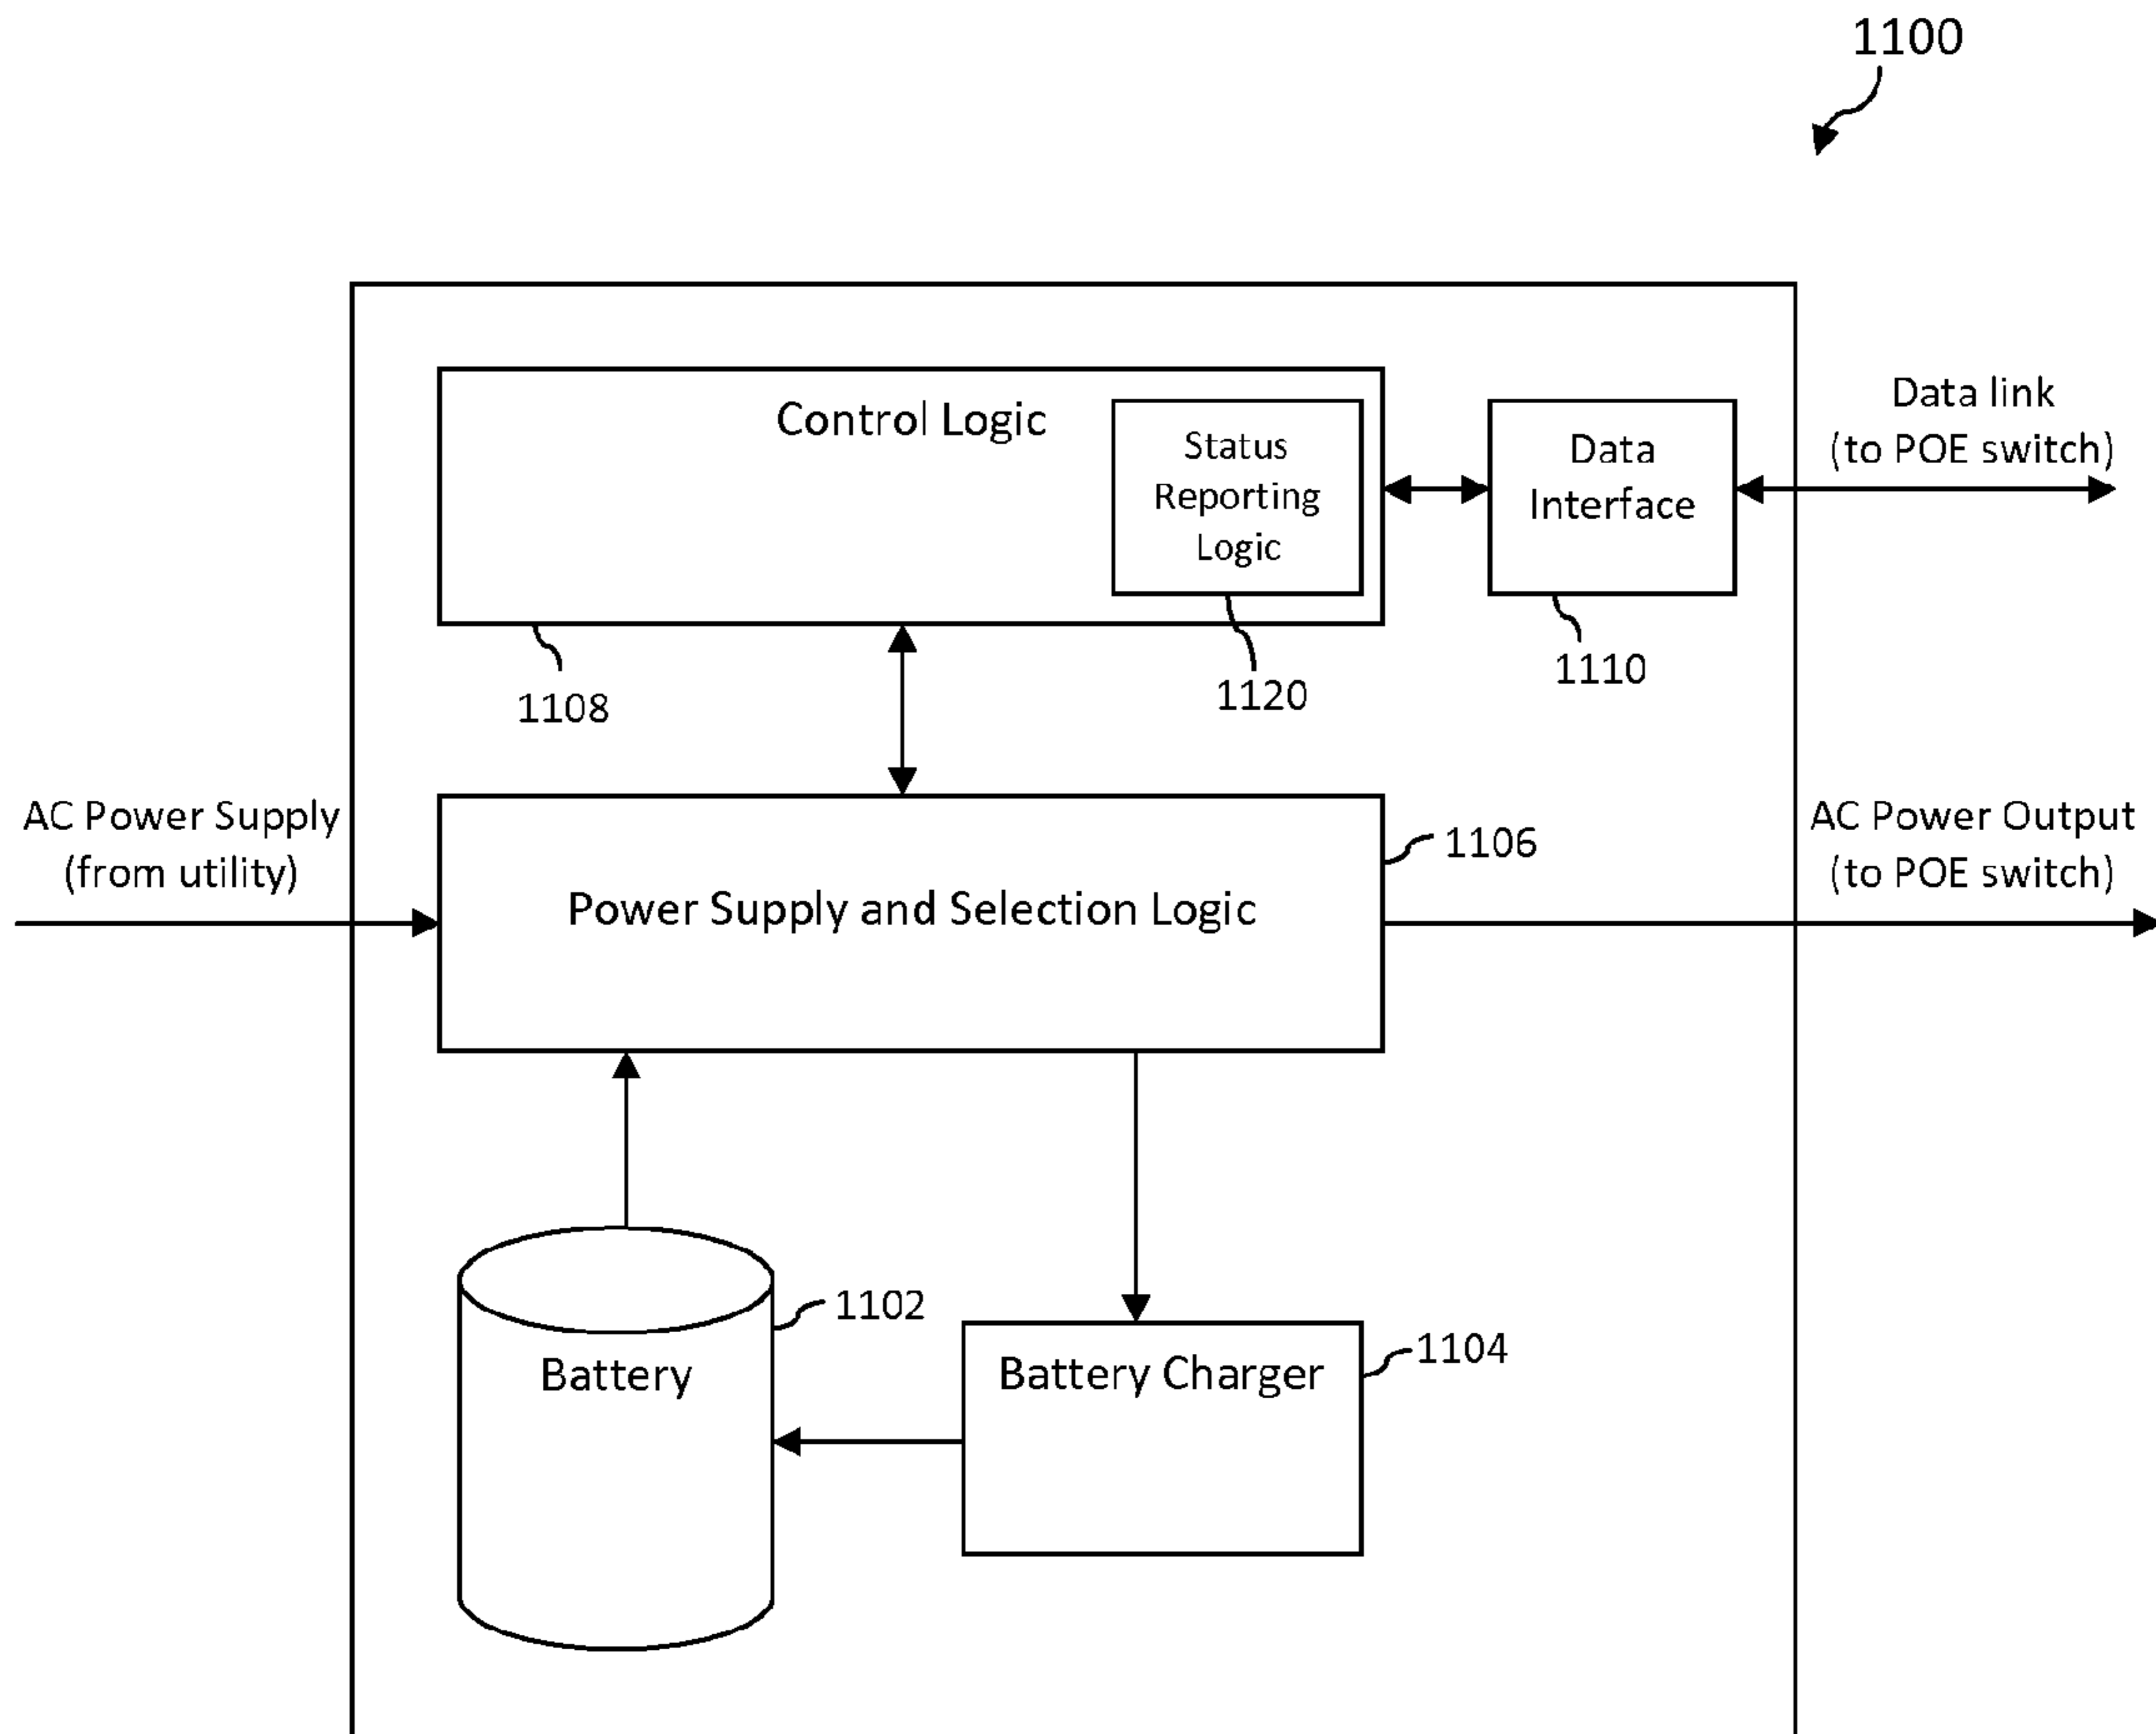 1100
Control Logic
Status
Reporting
Logic
Data
Interface
Data link
(to POE switch)
1108
1120
1110
AC Power Supply
(from utility)
Power Supply and Selection Logic
1106
AC Power Output
(to POE switch)
Battery
1102
Battery Charger
1104